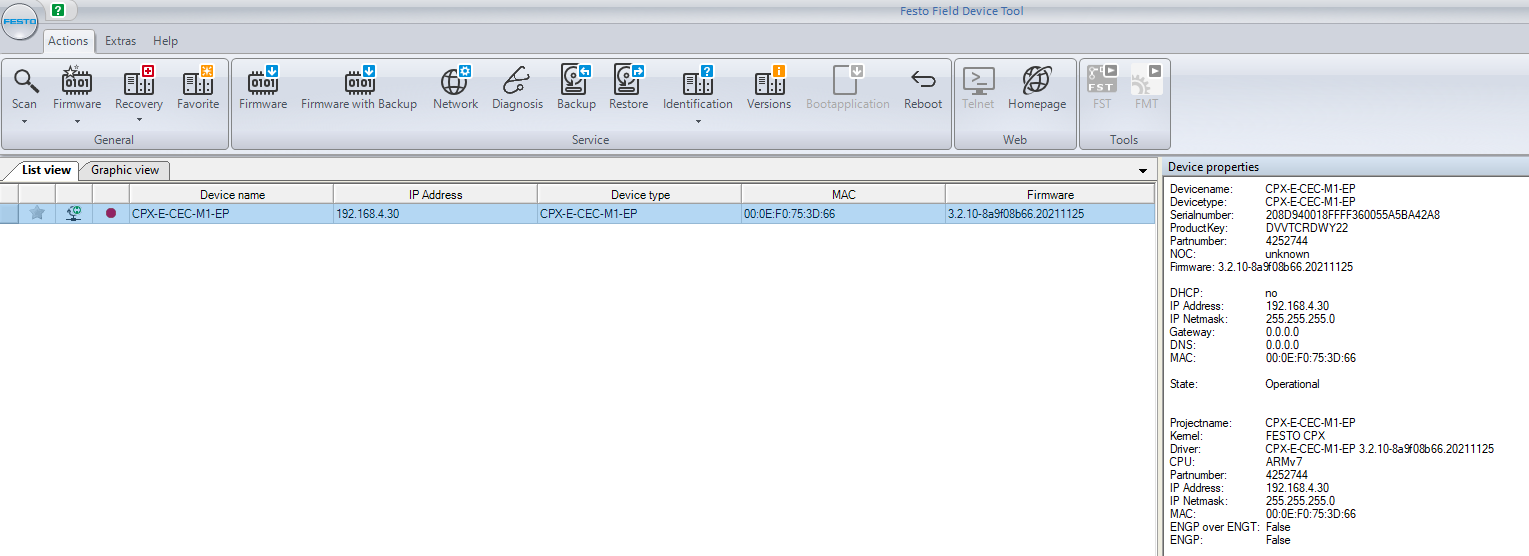 Festo Field Device Tool
FESTO
?
Actions Extras Help
Scan Firmware Recovery Favorite
General
Firmware Firmware with Backup Network Diagnosis Backup Restore Identification Versions Bootapplication Reboot
Service
Telnet Homepage
Web
FST FMT
Tools
List view Graphic view
Device name IP Address Device type MAC Firmware
CPX-E-CEC-M1-EP 192.168.4.30 CPX-E-CEC-M1-EP 00:0E:F0:75:3D:66 3.2.10-8a9f08b66.20211125
Device properties
Devicename: CPX-E-CEC-M1-EP
Devicetype: CPX-E-CEC-M1-EP
Serialnumber: 208D940018FFFF360055A5BA42A8
ProductKey: DVVTCRDWY22
Partnumber: 4252744
NOC: unknown
Firmware: 3.2.10-8a9f08b66.20211125
DHCP: no
IP Address: 192.168.4.30
IP Netmask: 255.255.255.0
Gateway: 0.0.0.0
DNS: 0.0.0.0
MAC: 00:0E:F0:75:3D:66
State: Operational
Projectname: CPX-E-CEC-M1-EP
Kernel: FESTO CPX
Driver: CPX-E-CEC-M1-EP 3.2.10-8a9f08b66.20211125
CPU: ARMv7
Partnumber: 4252744
IP Address: 192.168.4.30
IP Netmask: 255.255.255.0
MAC: 00:0E:F0:75:3D:66
ENGP over ENGT: False
ENGP: False